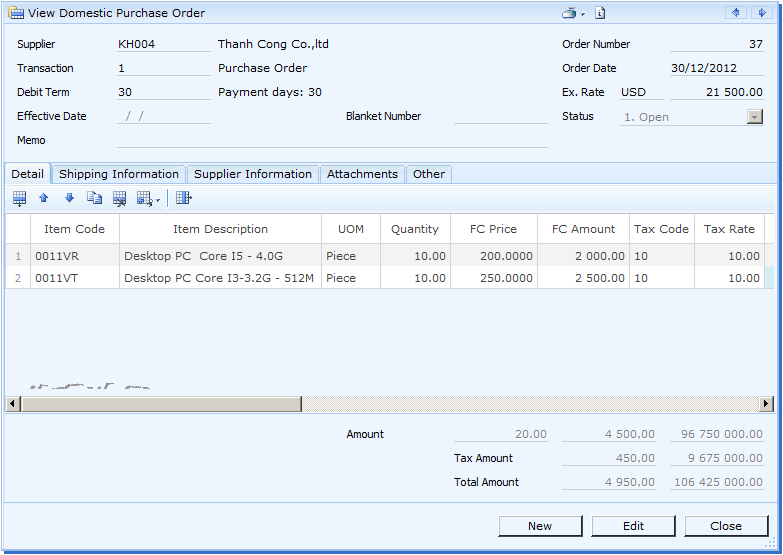 View Domestic Purchase Order
Supplier KH004 Thanh Cong Co.,ltd Order Number 37
Transaction 1 Purchase Order Order Date 30/12/2012
Debit Term 30 Payment days: 30 Ex. Rate USD 21 500.00
Effective Date / / Blanket Number Status 1. Open
Memo
Detail Shipping Information Supplier Information Attachments Other
Item Code Item Description UOM Quantity FC Price FC Amount Tax Code Tax Rate
1 0011VR Desktop PC  Core I5 - 4.0G Piece 10.00 200.0000 2 000.00 10 10.00
2 0011VT Desktop PC Core I3-3.2G - 512M Piece 10.00 250.0000 2 500.00 10 10.00
Amount 20.00 4 500.00 96 750 000.00
Tax Amount 450.00 9 675 000.00
Total Amount 4 950.00 106 425 000.00
New Edit Close